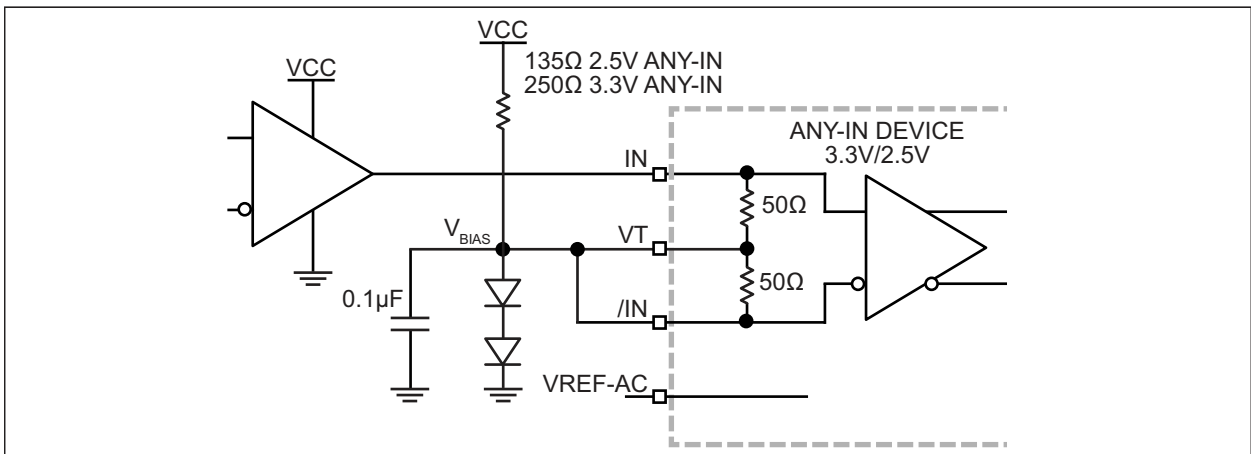 VCC
135Ω 2.5V ANY-IN
250Ω 3.3V ANY-IN
VCC
ANY-IN DEVICE
3.3V/2.5V
IN
50Ω
VBIAS
VT
0.1µF
50Ω
/IN
VREF-AC